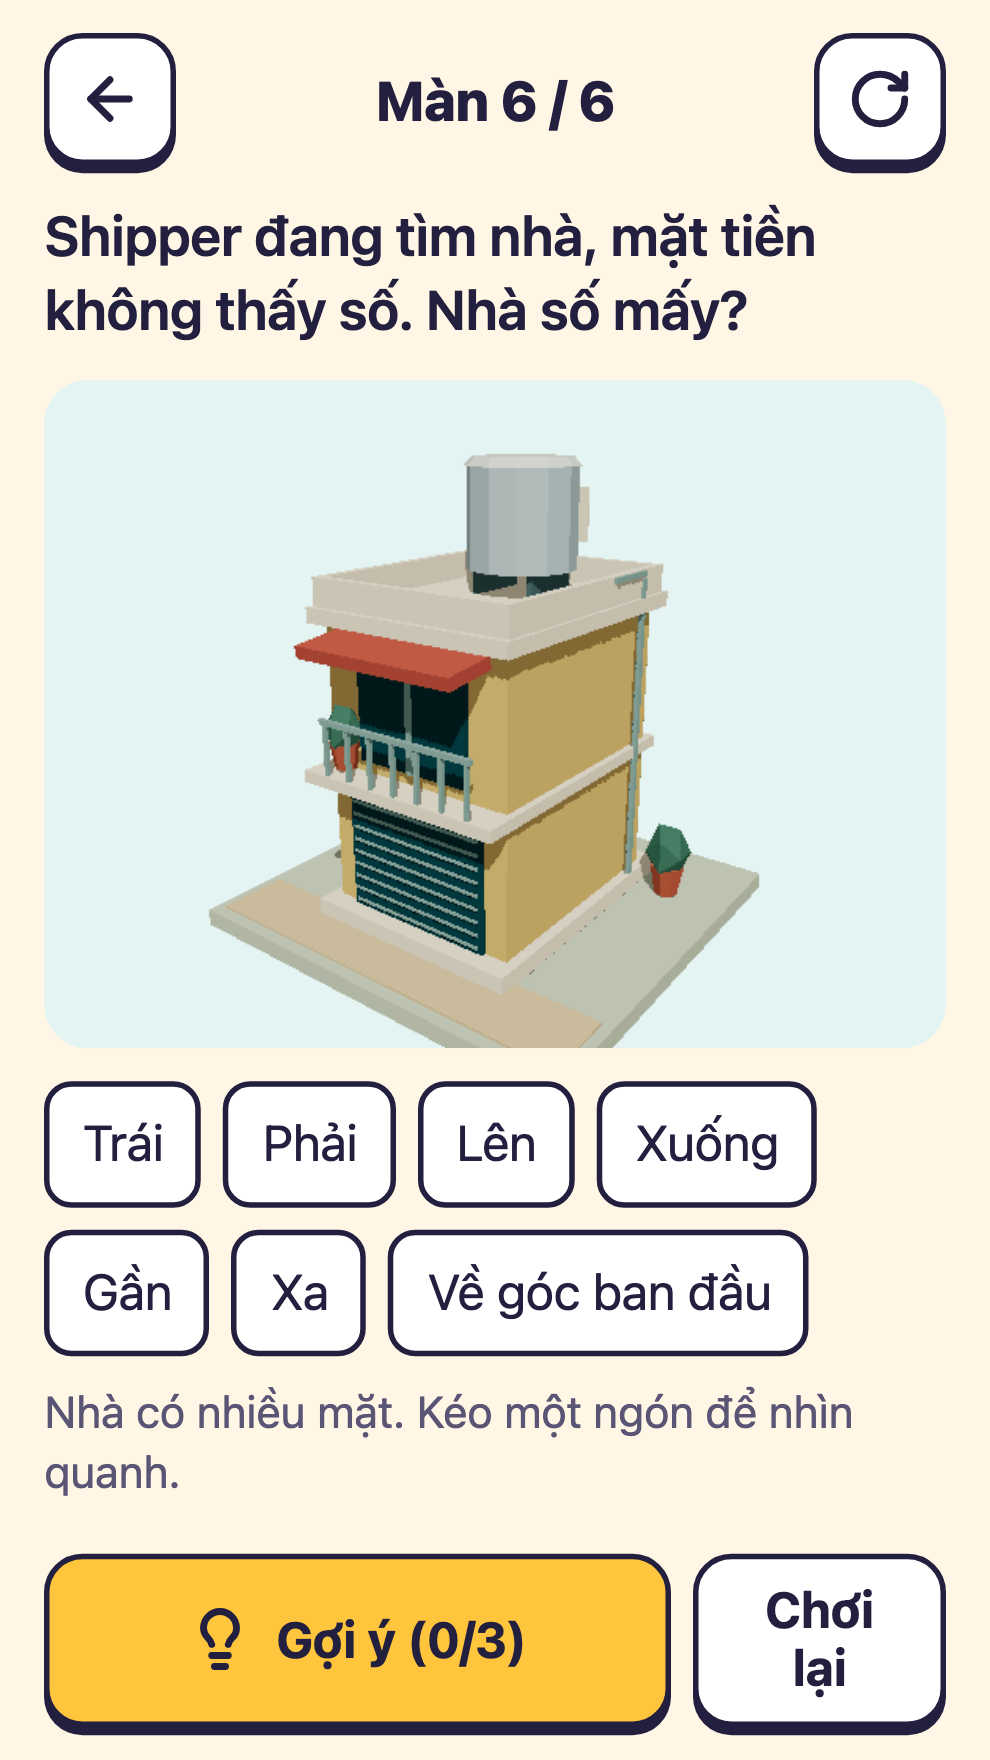 Màn 6 / 6
Shipper đang tìm nhà, mặt tiền
không thấy số. Nhà số mấy?
Trái
Phải
Lên
Xuống
Gần
Xa
Về góc ban đầu
Nhà có nhiều mặt. Kéo một ngón để nhìn
quanh.
Gợi ý (0/3)
Chơi
lại